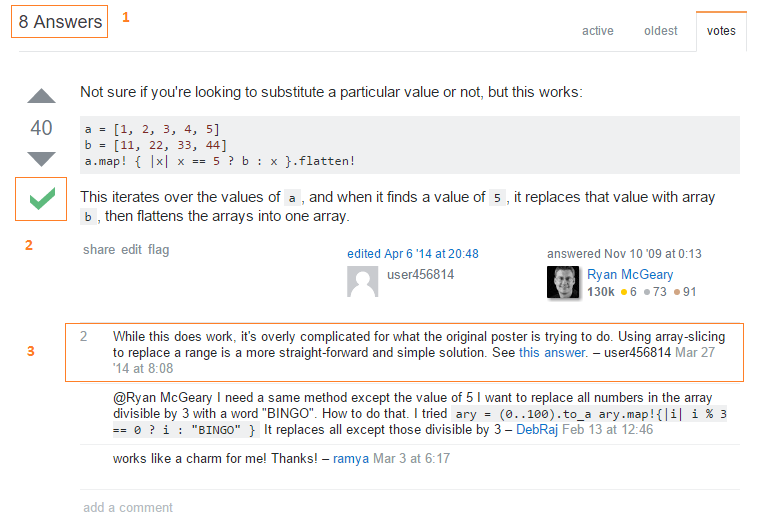 8 Answers 1
active oldest votes
Not sure if you're looking to substitute a particular value or not, but this works:
40
a = [1, 2, 3, 4, 5]
b = [11, 22, 33, 44]
a.map! { |x| x == 5 ? b : x }.flatten!
This iterates over the values of a , and when it finds a value of 5 , it replaces that value with array
b , then flattens the arrays into one array.
2
share edit flag
edited Apr 6 '14 at 20:48
user456814
answered Nov 10 '09 at 0:13
Ryan McGeary
130k ●6 ●73 ●91
3
2 While this does work, it's overly complicated for what the original poster is trying to do. Using array-slicing
to replace a range is a more straight-forward and simple solution. See this answer. – user456814 Mar 27
'14 at 8:08
@Ryan McGeary I need a same method except the value of 5 I want to replace all numbers in the array
divisible by 3 with a word "BINGO". How to do that. I tried ary = (0..100).to_a ary.map!{|i| i % 3
== 0 ? i : "BINGO" } It replaces all except those divisible by 3 – DebRaj Feb 13 at 12:46
works like a charm for me! Thanks! – ramya Mar 3 at 6:17
add a comment